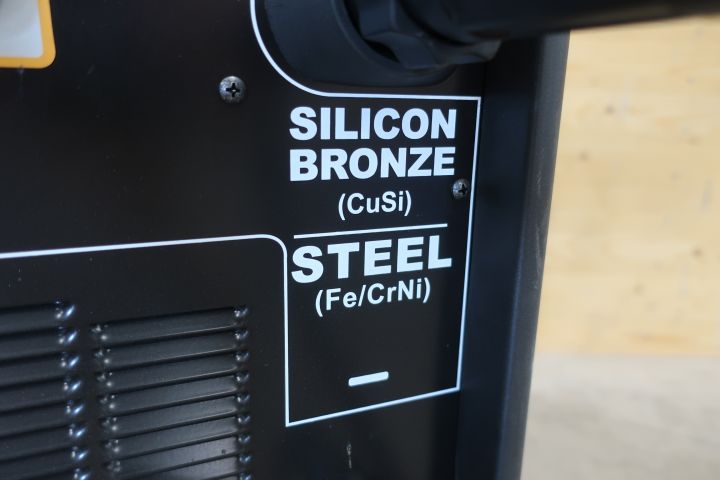 SILICON
BRONZE
(CuSi)
STEEL
(Fe/CrNi)